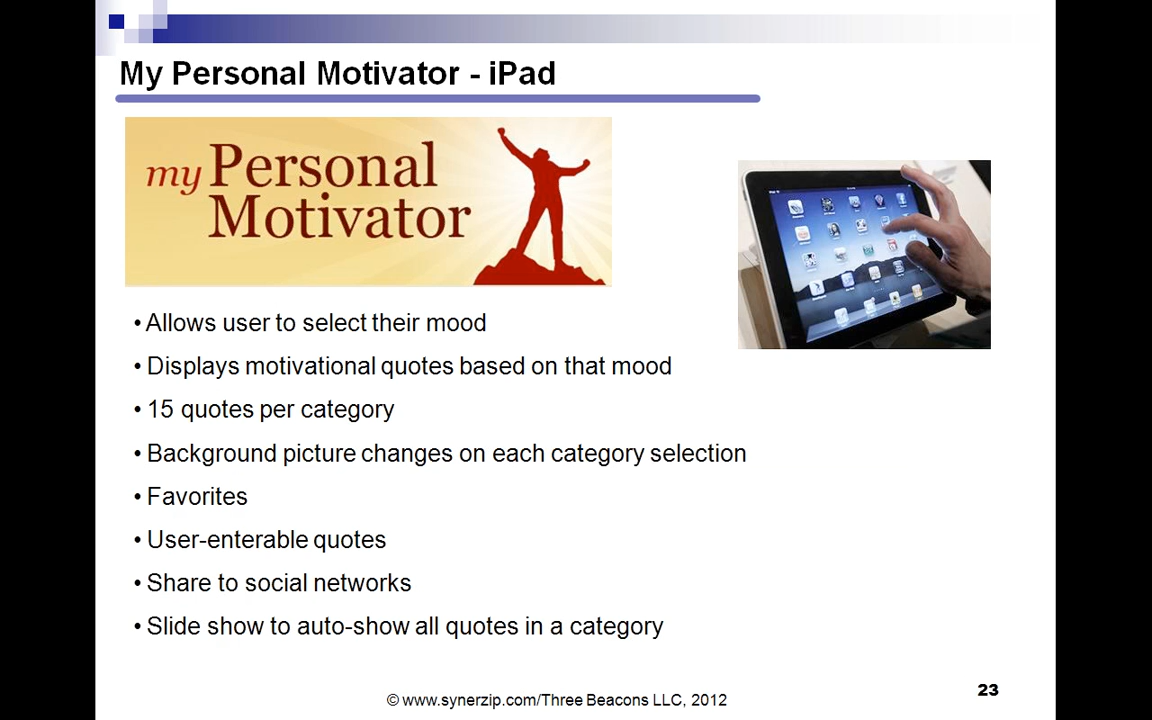 My Personal Motivator - iPad
my Personal
Motivator
• Allows user to select their mood
• Displays motivational quotes based on that mood
• 15 quotes per category
• Background picture changes on each category selection
• Favorites
• User-enterable quotes
• Share to social networks
• Slide show to auto-show all quotes in a category
© www.synerzip.com/Three Beacons LLC, 2012
23